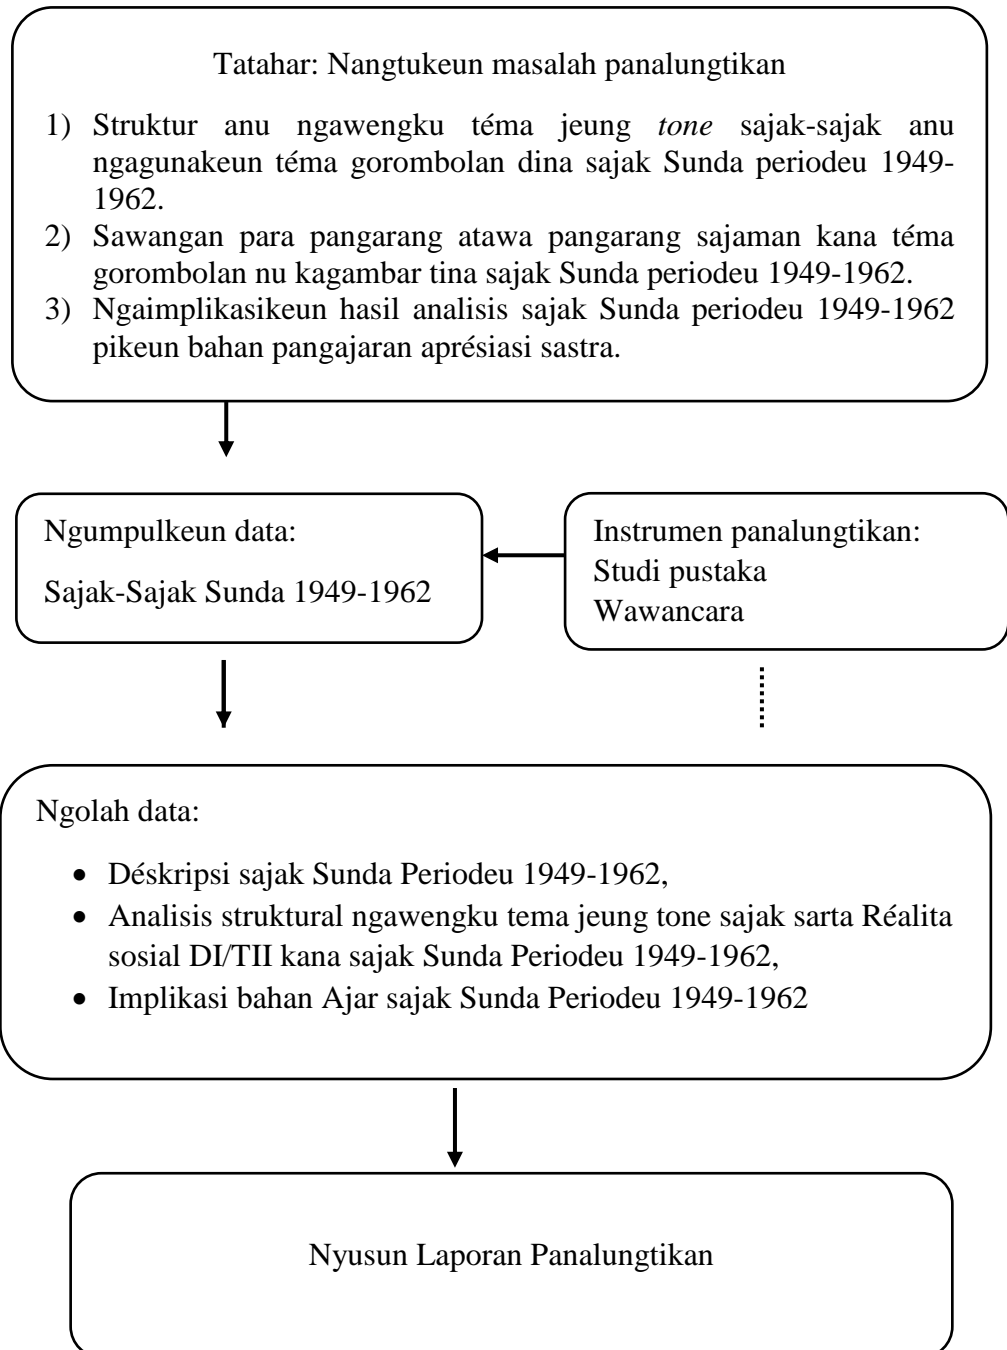 Tatahar: Nangtukeun masalah panalungtikan
1) Struktur anu ngawengku téma jeung tone sajak-sajak anu
ngagunakeun téma gorombolan dina sajak Sunda periodeu 1949-
1962.
2) Sawangan para pangarang atawa pangarang sajaman kana téma
gorombolan nu kagambar tina sajak Sunda periodeu 1949-1962.
3) Ngaimplikasikeun hasil analisis sajak Sunda periodeu 1949-1962
pikeun bahan pangajaran aprésiasi sastra.
Ngumpulkeun data:
Sajak-Sajak Sunda 1949-1962
Instrumen panalungtikan:
Studi pustaka
Wawancara
Ngolah data:
• Déskripsi sajak Sunda Periodeu 1949-1962,
• Analisis struktural ngawengku tema jeung tone sajak sarta Réalita
sosial DI/TII kana sajak Sunda Periodeu 1949-1962,
• Implikasi bahan Ajar sajak Sunda Periodeu 1949-1962
Nyusun Laporan Panalungtikan